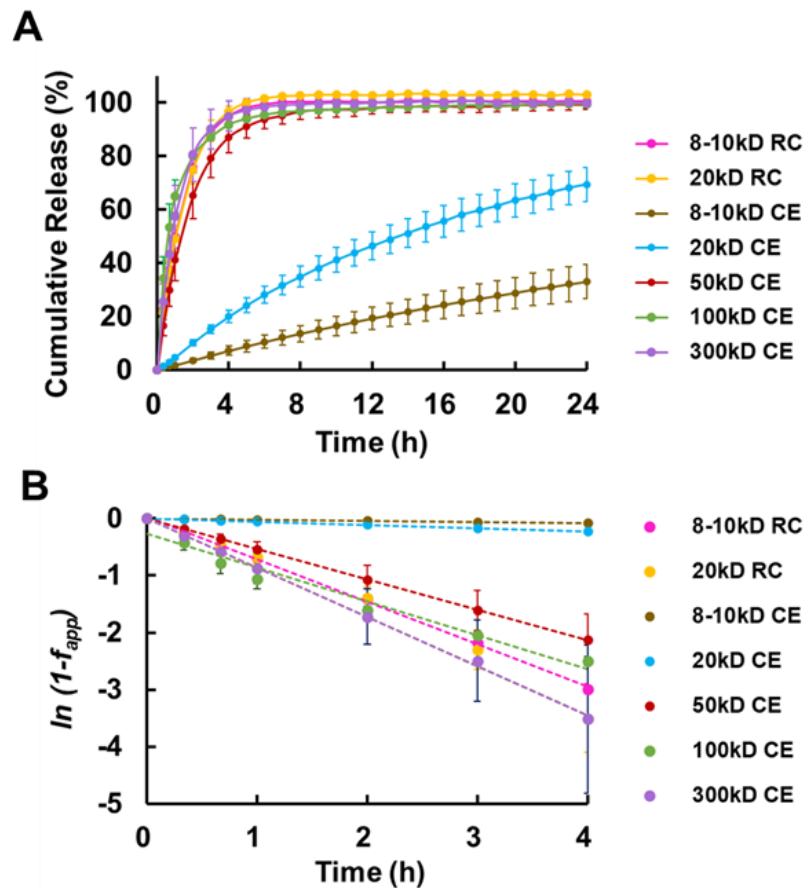 A
Cumulative Release (%)
100
80
60
40
20
0
0 4 8 12 16 20 24
Time (h)
8-10kD RC
20kD RC
8-10kD CE
20kD CE
50kD CE
100kD CE
300kD CE
B
ln (1-fapp)
0
-1
-2
-3
-4
-5
0 1 2 3 4
Time (h)
8-10kD RC
20kD RC
8-10kD CE
20kD CE
50kD CE
100kD CE
300kD CE